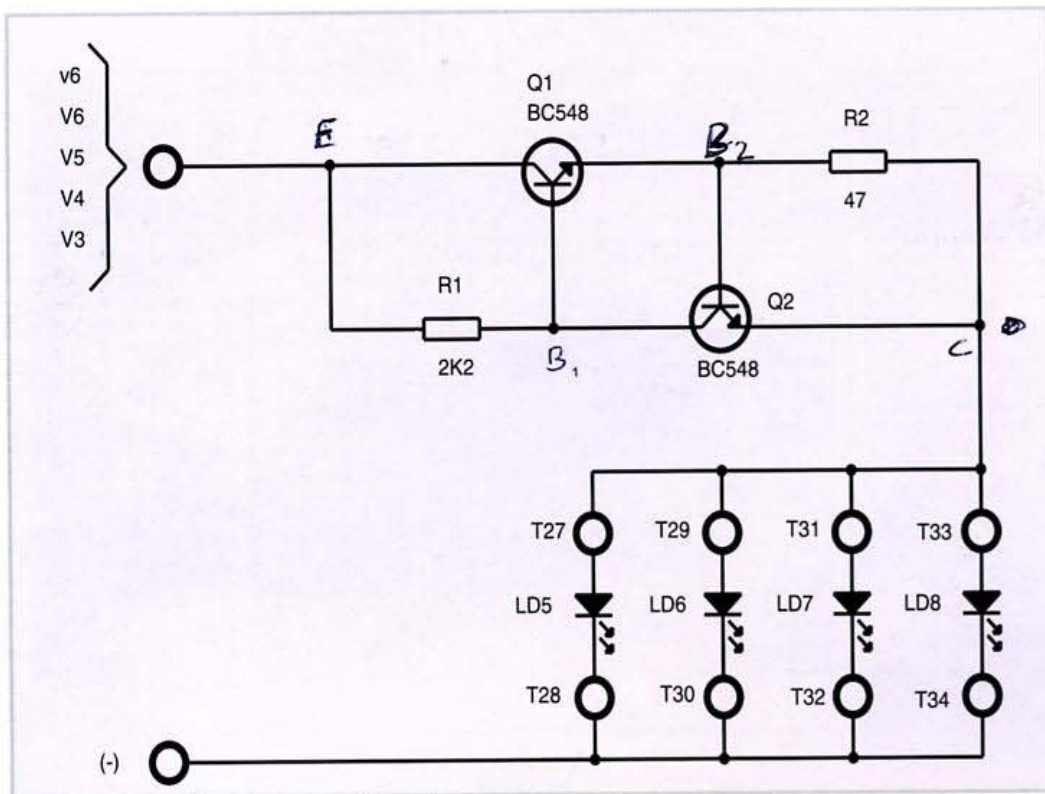 v6
V6
V5
V4
V3
E
Q1
BC548
B2
R2
47
R1
2K2
B1
Q2
BC548
C
T27
T29
T31
T33
LD5
LD6
LD7
LD8
T28
T30
T32
T34
(-)